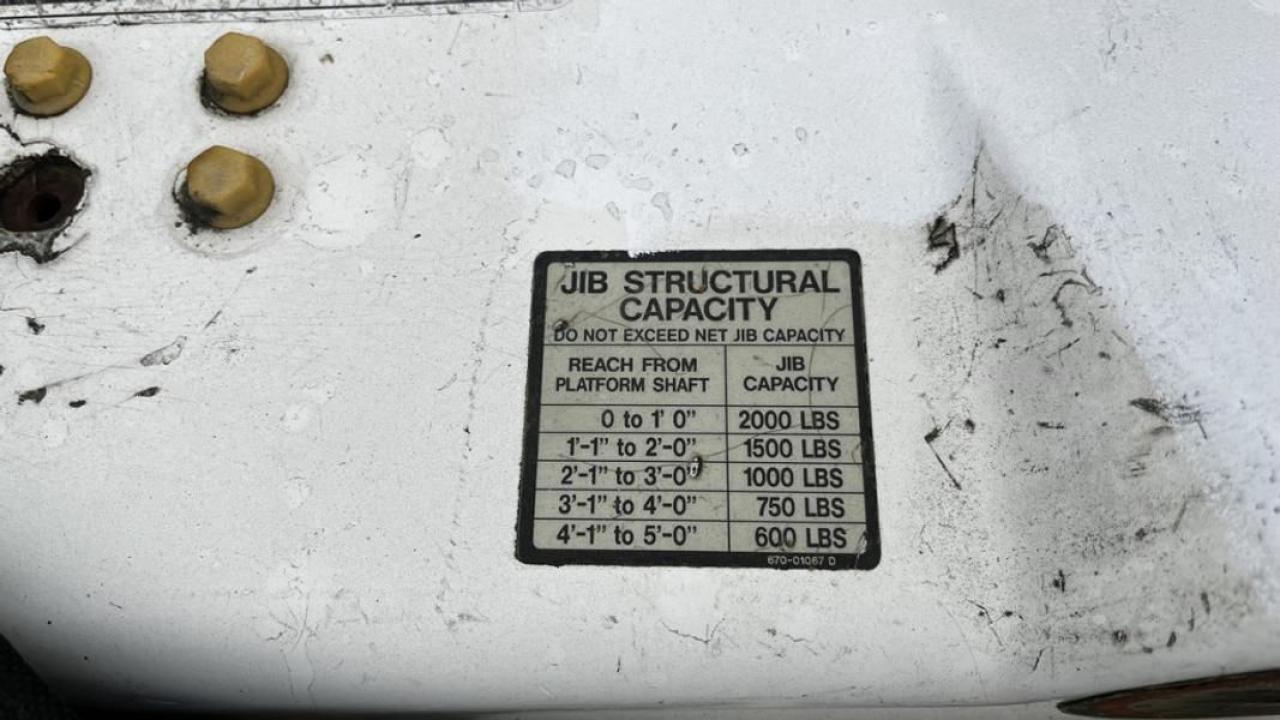 JIB STRUCTURAL
CAPACITY
DO NOT EXCEED NET JIB CAPACITY
REACH FROM
PLATFORM SHAFT
JIB
CAPACITY
0 to 1' 0" 2000 LBS
1'-1" to 2'-0" 1500 LBS
2'-1" to 3'-0" 1000 LBS
3'-1" to 4'-0" 750 LBS
4'-1" to 5'-0" 600 LBS
670-01067 D